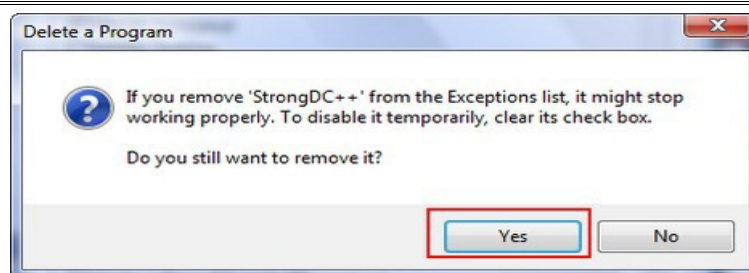 Delete a Program
If you remove 'StrongDC++' from the Exceptions list, it might stop
working properly. To disable it temporarily, clear its check box.
Do you still want to remove it?
Yes
No